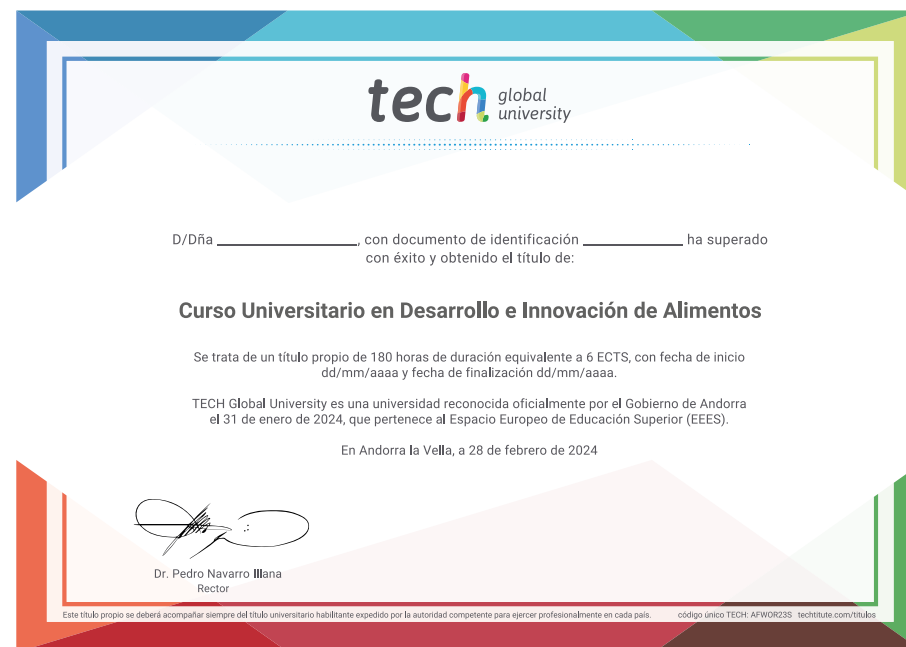 tech global university
D/Dña ______________, con documento de identificación __________ ha superado
con éxito y obtenido el título de:
Curso Universitario en Desarrollo e Innovación de Alimentos
Se trata de un título propio de 180 horas de duración equivalente a 6 ECTS, con fecha de inicio
dd/mm/aaaa y fecha de finalización dd/mm/aaaa.
TECH Global University es una universidad reconocida oficialmente por el Gobierno de Andorra
el 31 de enero de 2024, que pertenece al Espacio Europeo de Educación Superior (EEES).
En Andorra la Vella, a 28 de febrero de 2024
Dr. Pedro Navarro Illana
Rector
Este título propio se deberá acompañar siempre del título universitario habilitante expedido por la autoridad competente para ejercer profesionalmente en cada país. código único TECH: AFWOR23S techtitute.com/titulos